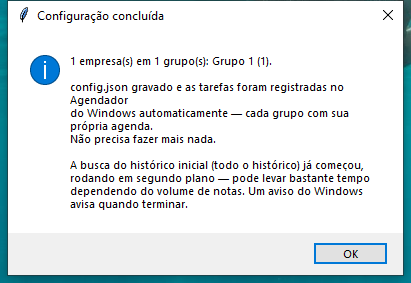 Configuração concluída
1 empresa(s) em 1 grupo(s): Grupo 1 (1).
config.json gravado e as tarefas foram registradas no
Agendador
do Windows automaticamente — cada grupo com sua
própria agenda.
Não precisa fazer mais nada.
A busca do histórico inicial (todo o histórico) já começou,
rodando em segundo plano — pode levar bastante tempo
dependendo do volume de notas. Um aviso do Windows
avisa quando terminar.
OK